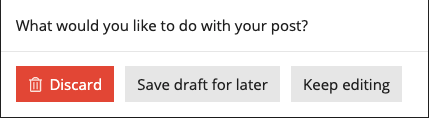 What would you like to do with your post?
Discard
Save draft for later
Keep editing